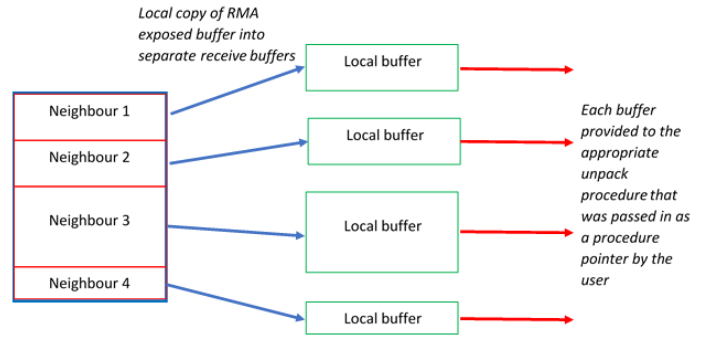 Local copy of RMA
exposed buffer into
separate receive buffers
Neighbour 1
Neighbour 2
Neighbour 3
Neighbour 4
Local buffer
Local buffer
Local buffer
Local buffer
Each buffer
provided to the
appropriate
unpack
procedure that
was passed in as
a procedure
pointer by the
user